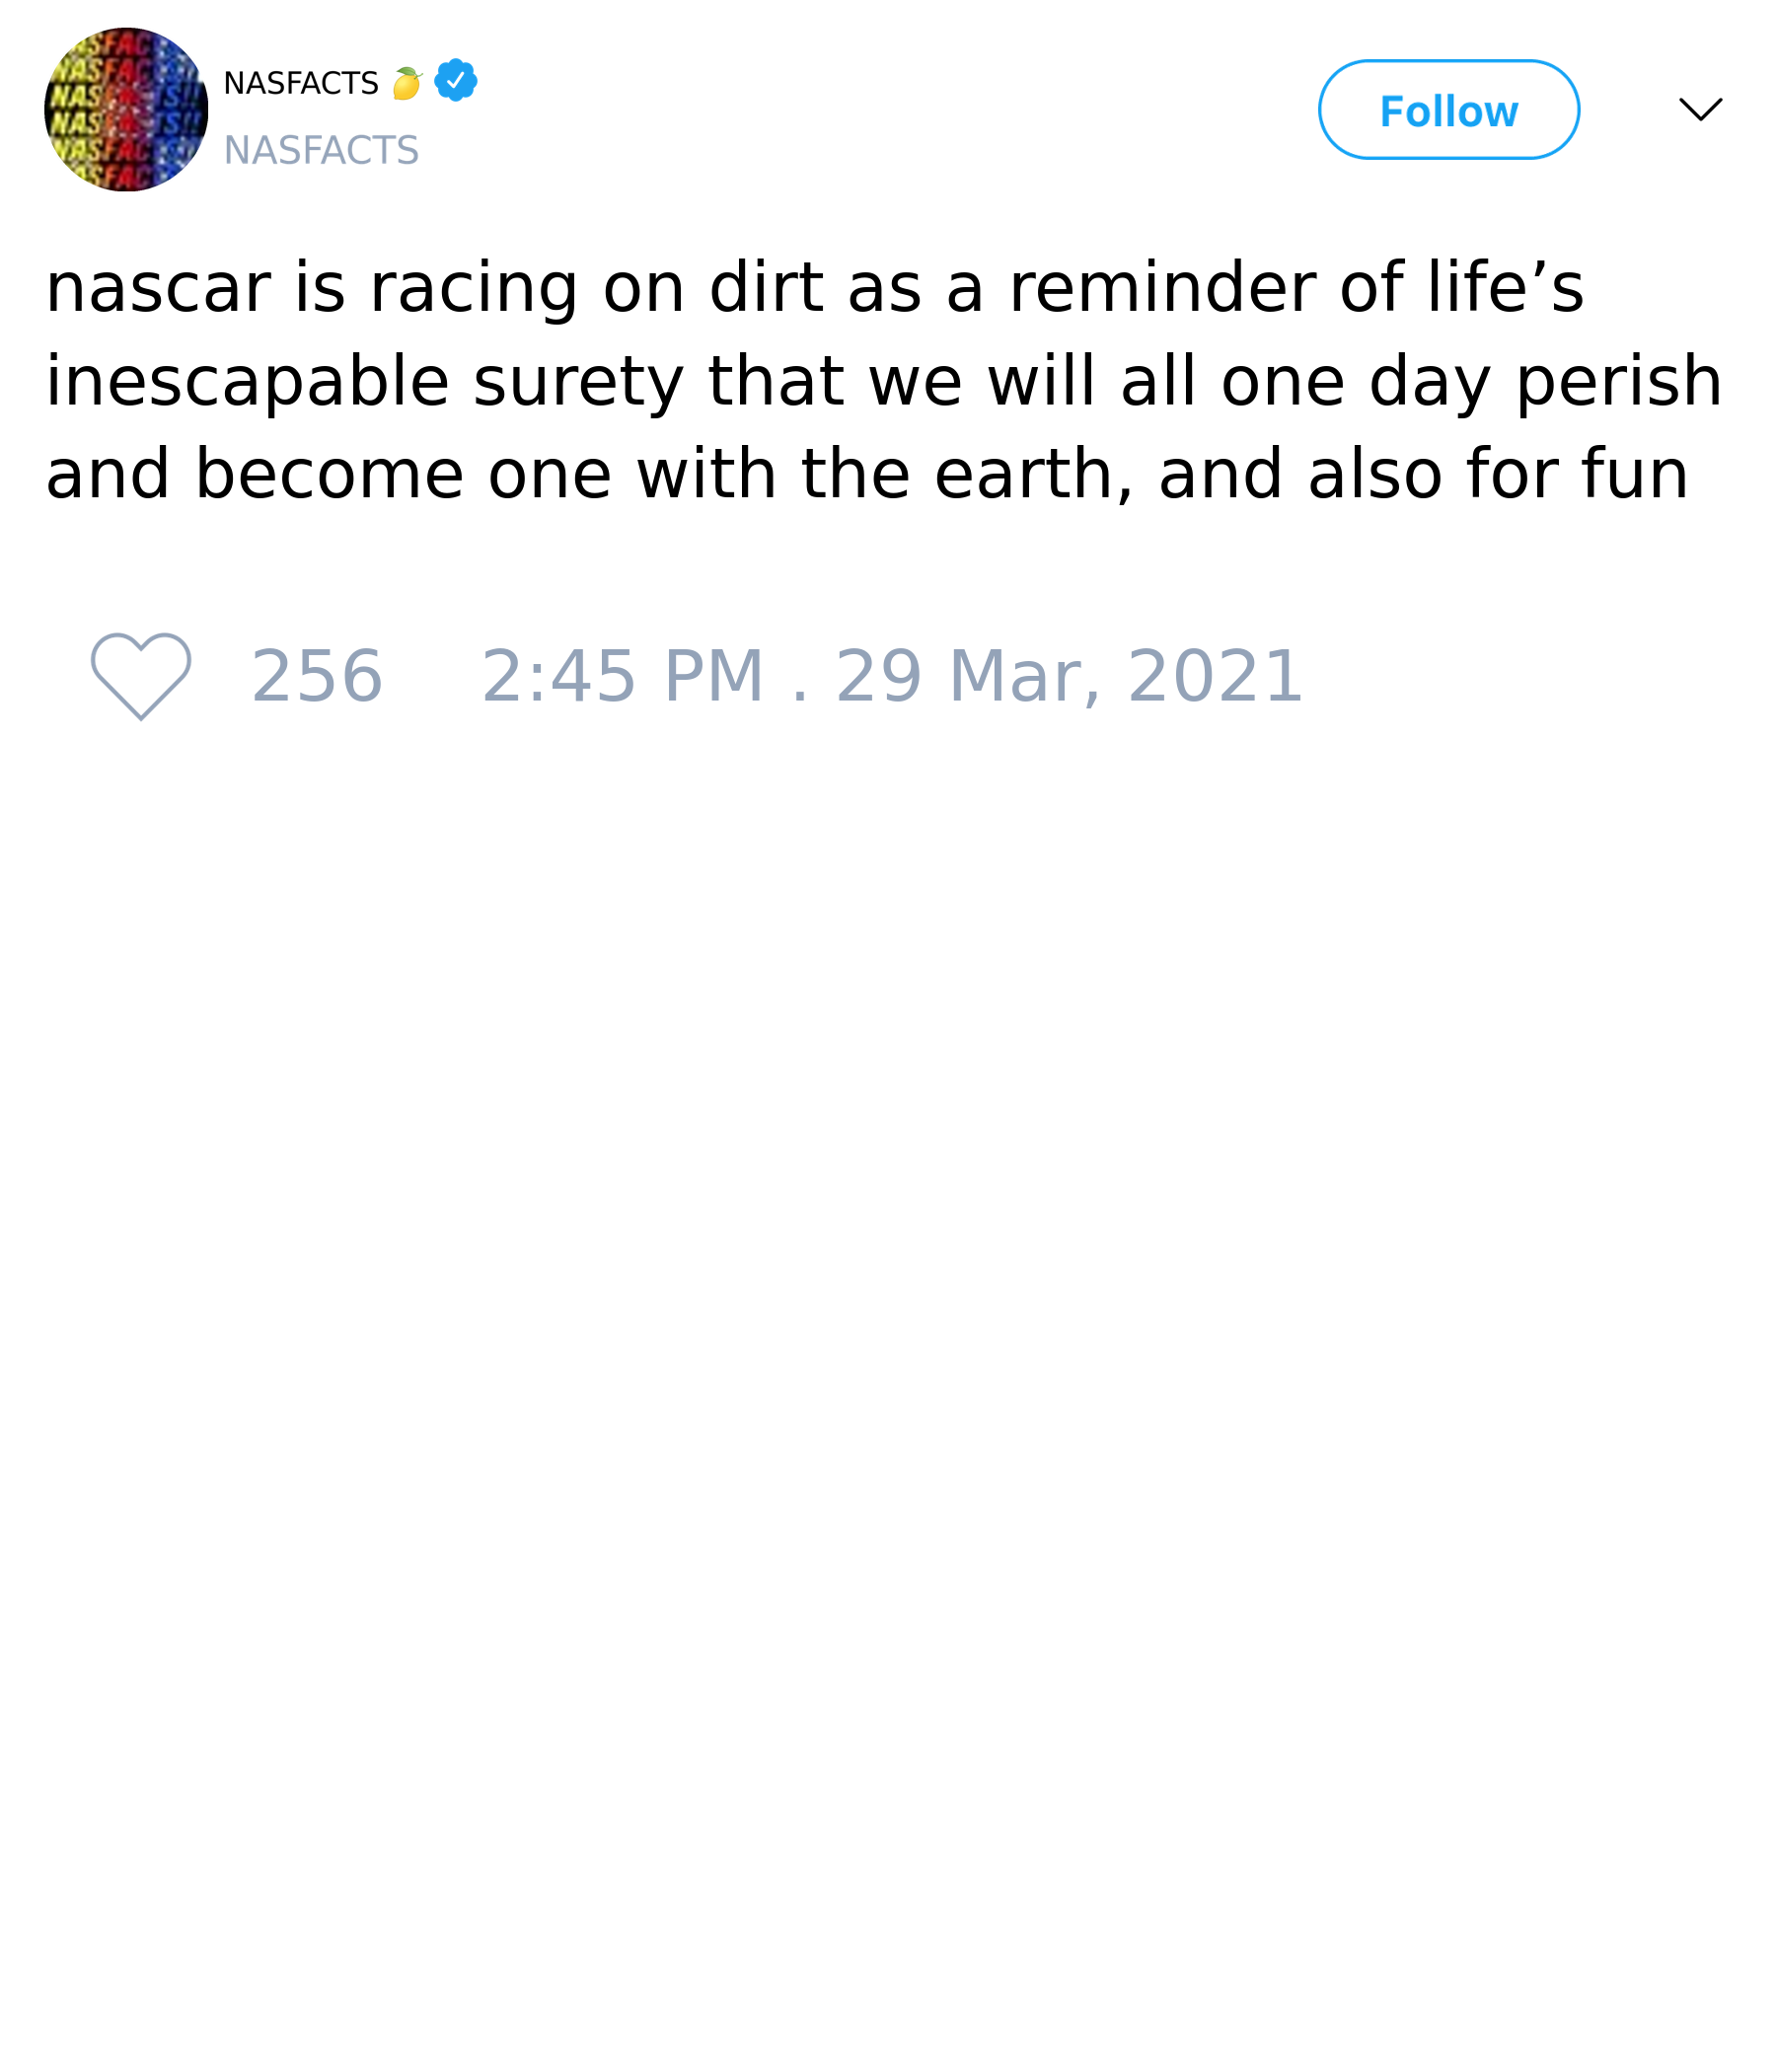 NASFACTS 🍋
NASFACTS
Follow
nascar is racing on dirt as a reminder of life’s
inescapable surety that we will all one day perish
and become one with the earth, and also for fun
256 2:45 PM . 29 Mar, 2021